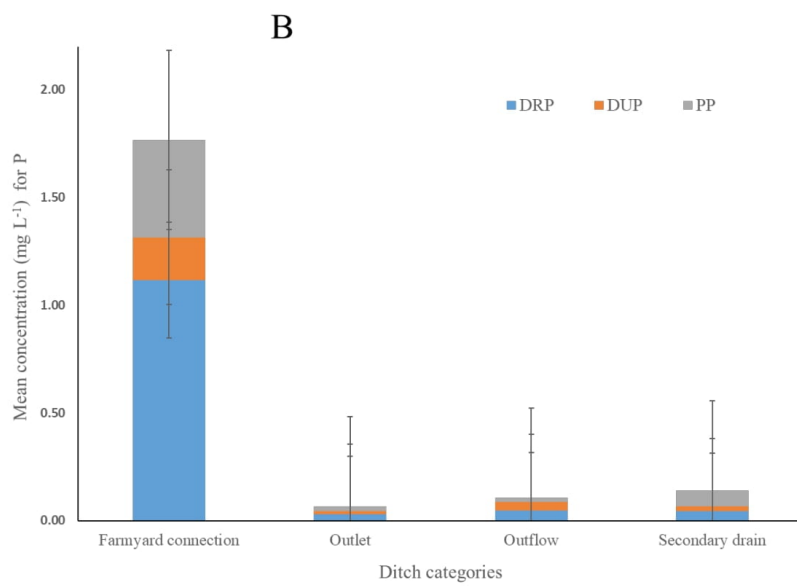 B
DRP DUP PP
Mean concentration (mg L-1) for P
2.00
1.50
1.00
0.50
0.00
Farmyard connection Outlet Outflow Secondary drain
Ditch categories